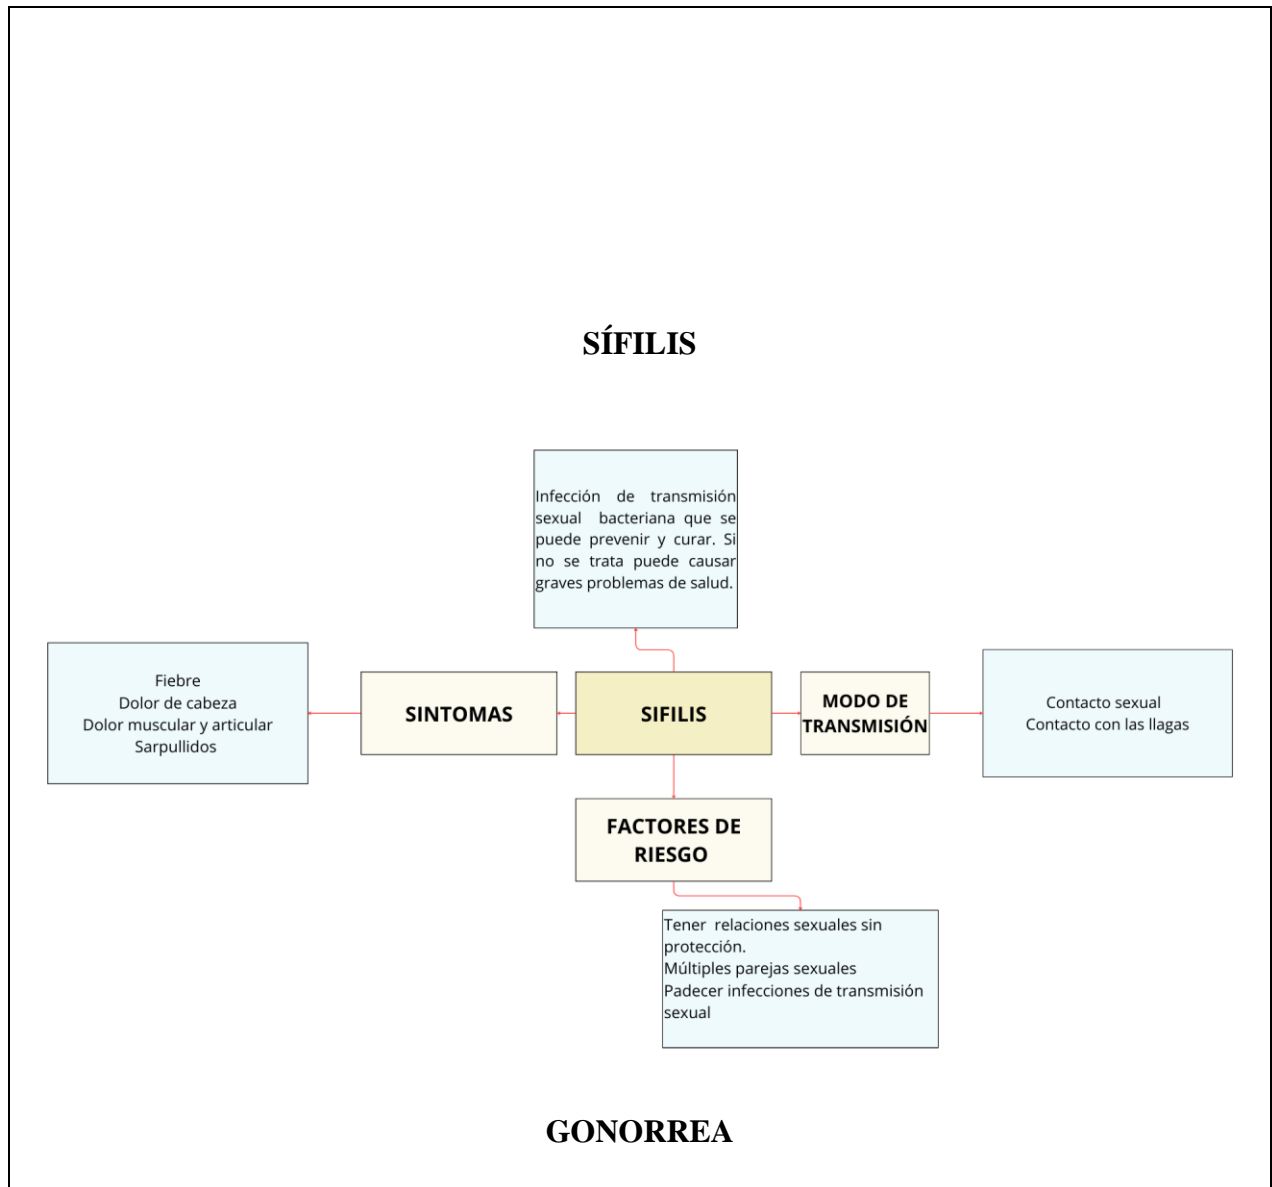 SÍFILIS
Infección de transmisión
sexual bacteriana que se
puede prevenir y curar. Si
no se trata puede causar
graves problemas de salud.
Fiebre
Dolor de cabeza
Dolor muscular y articular
Sarpullidos
SINTOMAS
SIFILIS
MODO DE
TRANSMISIÓN
Contacto sexual
Contacto con las llagas
FACTORES DE
RIESGO
Tener relaciones sexuales sin
protección.
Múltiples parejas sexuales
Padecer infecciones de transmisión
sexual
GONORREA